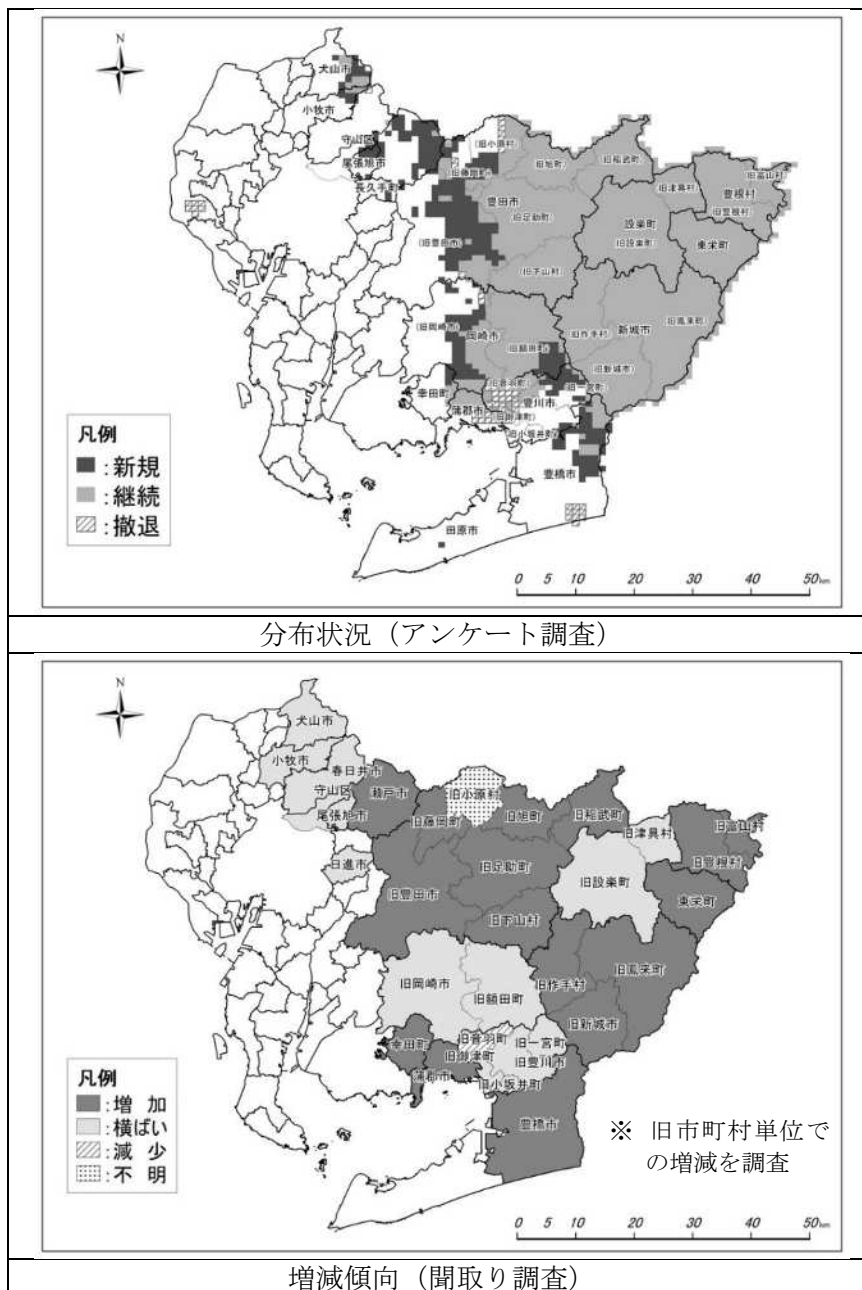 N
犬山市
小牧市
守山区
尾張旭市
長久手町
(旧小原村)
(旧藤岡町)
(旧旭町)
(旧稲武町)
豊田市
(旧足助町)
(旧豊田市)
(旧下山村)
(旧津具村)
設楽町
(旧設楽町)
(旧富山村)
豊根村
(旧豊根村)
東栄町
(旧岡崎市)
岡崎市
(旧額田町)
(旧作手村)
新城市
(旧鳳来町)
(旧新城市)
幸田町
蒲郡市
(旧音羽町)
(旧御津町)
豊川市
(旧一宮町)
(旧小坂井町)
豊橋市
田原市
凡例
:新規
:継続
:撤退
0 5 10 20 30 40 50km
分布状況(アンケート調査)
N
犬山市
小牧市
春日井市
守山区
尾張旭市
瀬戸市
日進市
旧藤岡町
旧小原村
旧旭町
旧稲武町
旧足助町
旧豊田市
旧下山村
旧津具村
旧設楽町
旧富山村
旧豊根村
東栄町
旧岡崎市
旧額田町
旧作手村
旧鳳来町
旧新城市
幸田町
蒲郡市
旧音羽町
旧御津町
旧一宮町
旧豊川市
旧小坂井町
豊橋市
凡例
:増 加
:横ばい
:減 少
:不 明
※ 旧市町村単位で
の増減を調査
0 5 10 20 30 40 50km
増減傾向(聞取り調査)